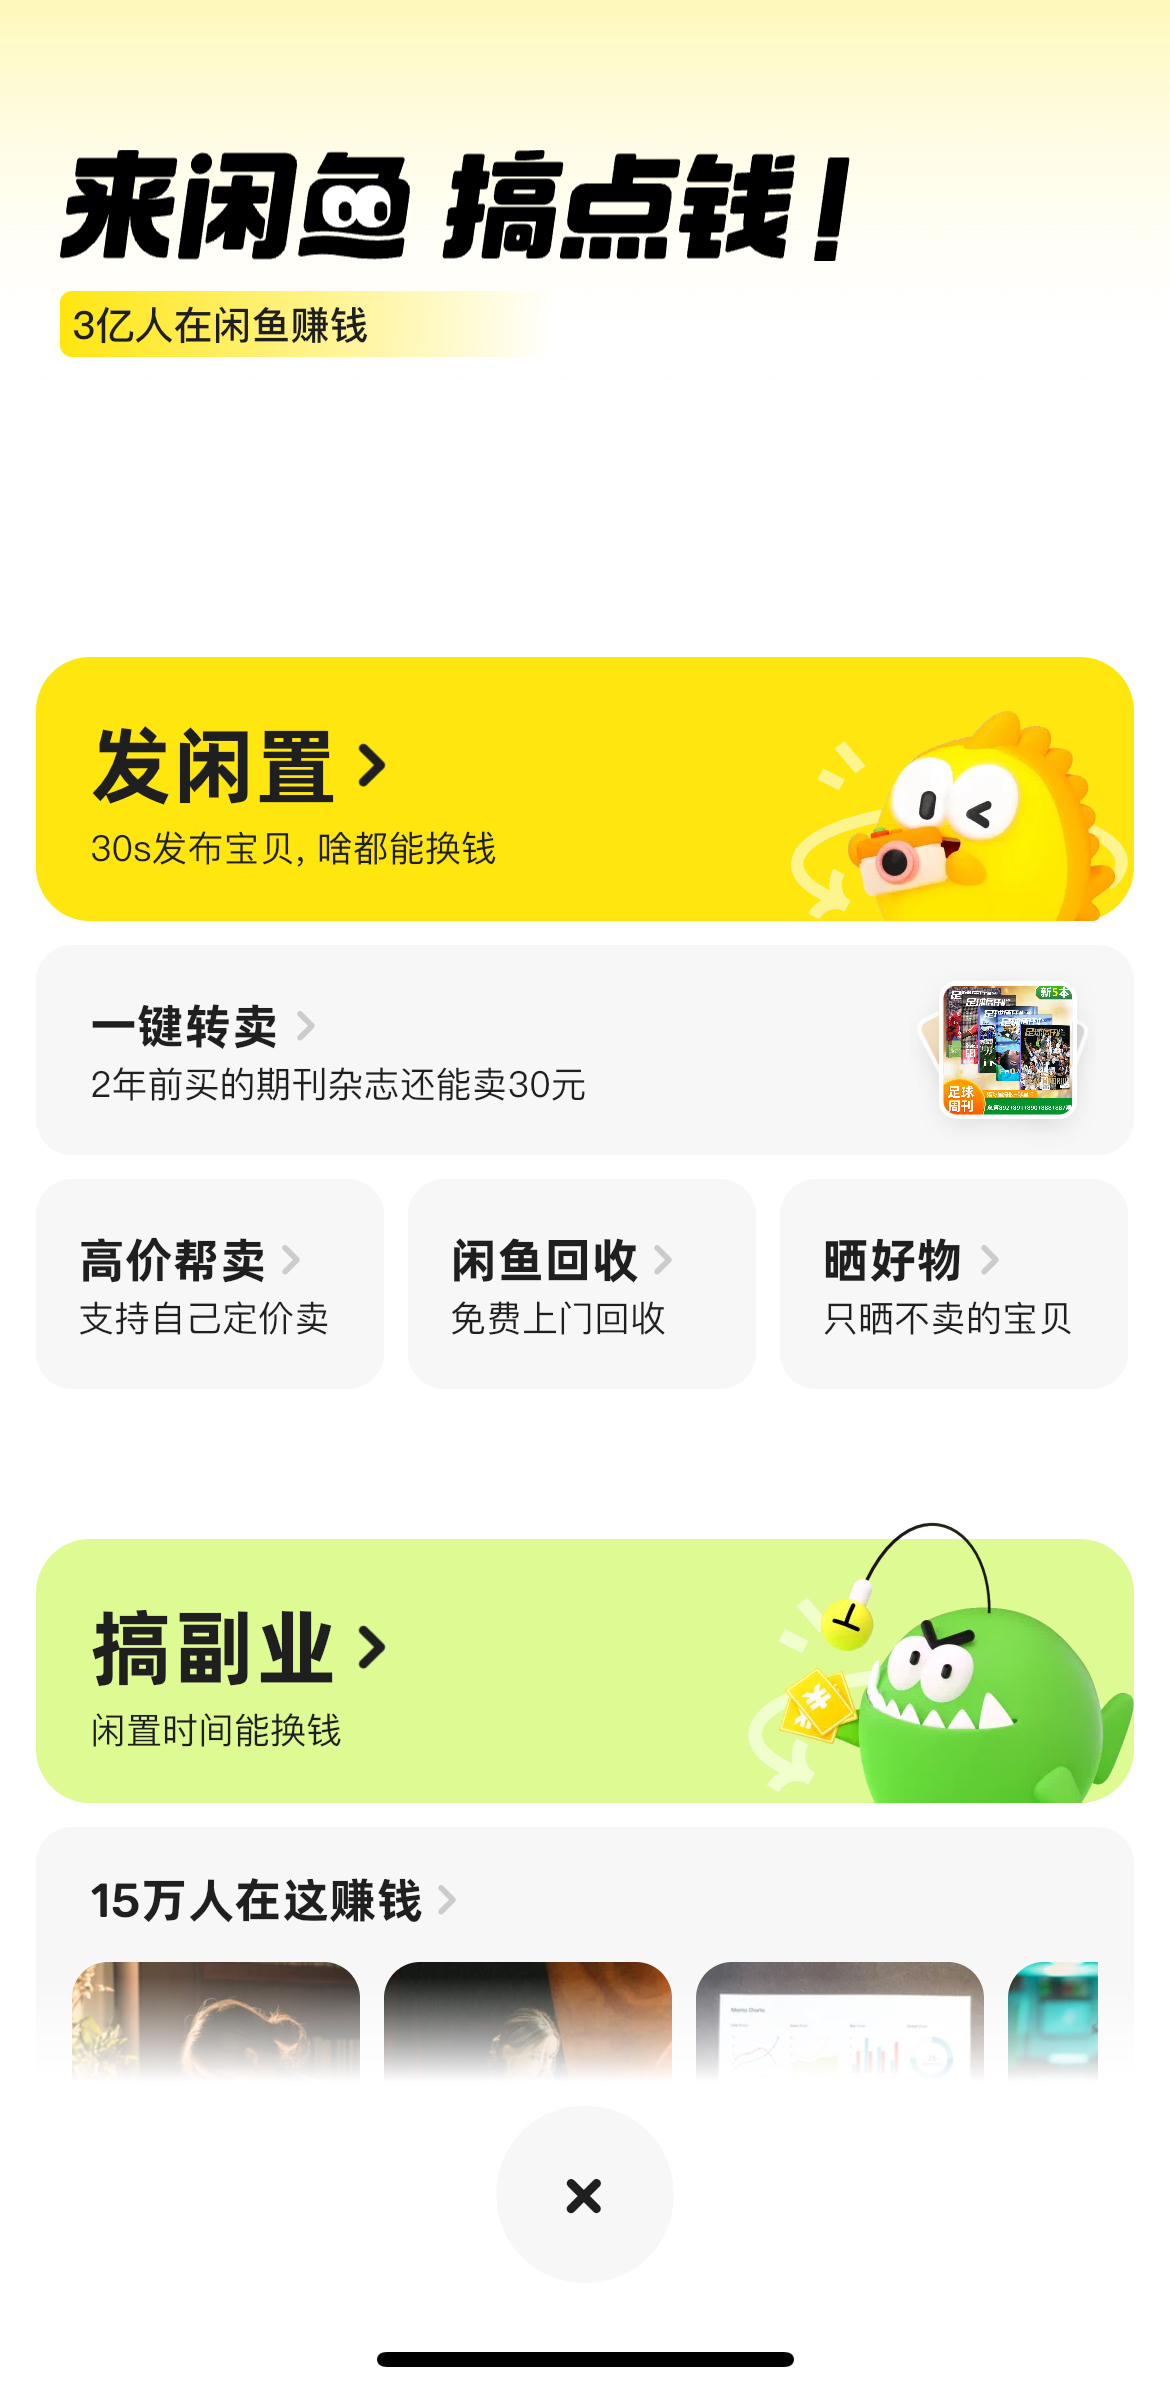 来闲鱼 搞点钱！
3亿人在闲鱼赚钱
发闲置
30s发布宝贝，啥都能换钱
一键转卖
2年前买的期刊杂志还能卖30元
新5本
足球周刊
足球
周刊
高价帮卖
支持自己定价卖
闲鱼回收
免费上门回收
晒好物
只晒不卖的宝贝
搞副业
闲置时间能换钱
15万人在这赚钱